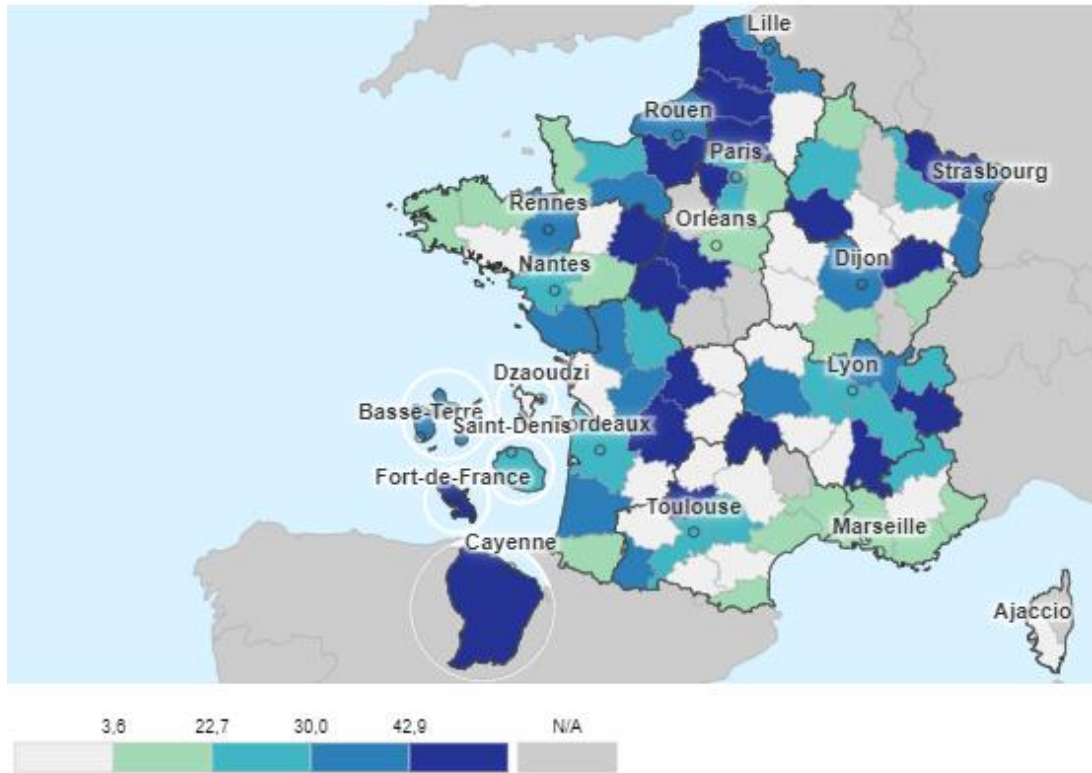 Lille
Rouen
Paris
Strasbourg
Rennes
Orléans
Nantes
Dijon
Dzaoudzi
Lyon
Basse-Terre
Saint-Denis
Bordeaux
Fort-de-France
Toulouse
Marseille
Cayenne
Ajaccio
3,6 22,7 30,0 42,9 N/A